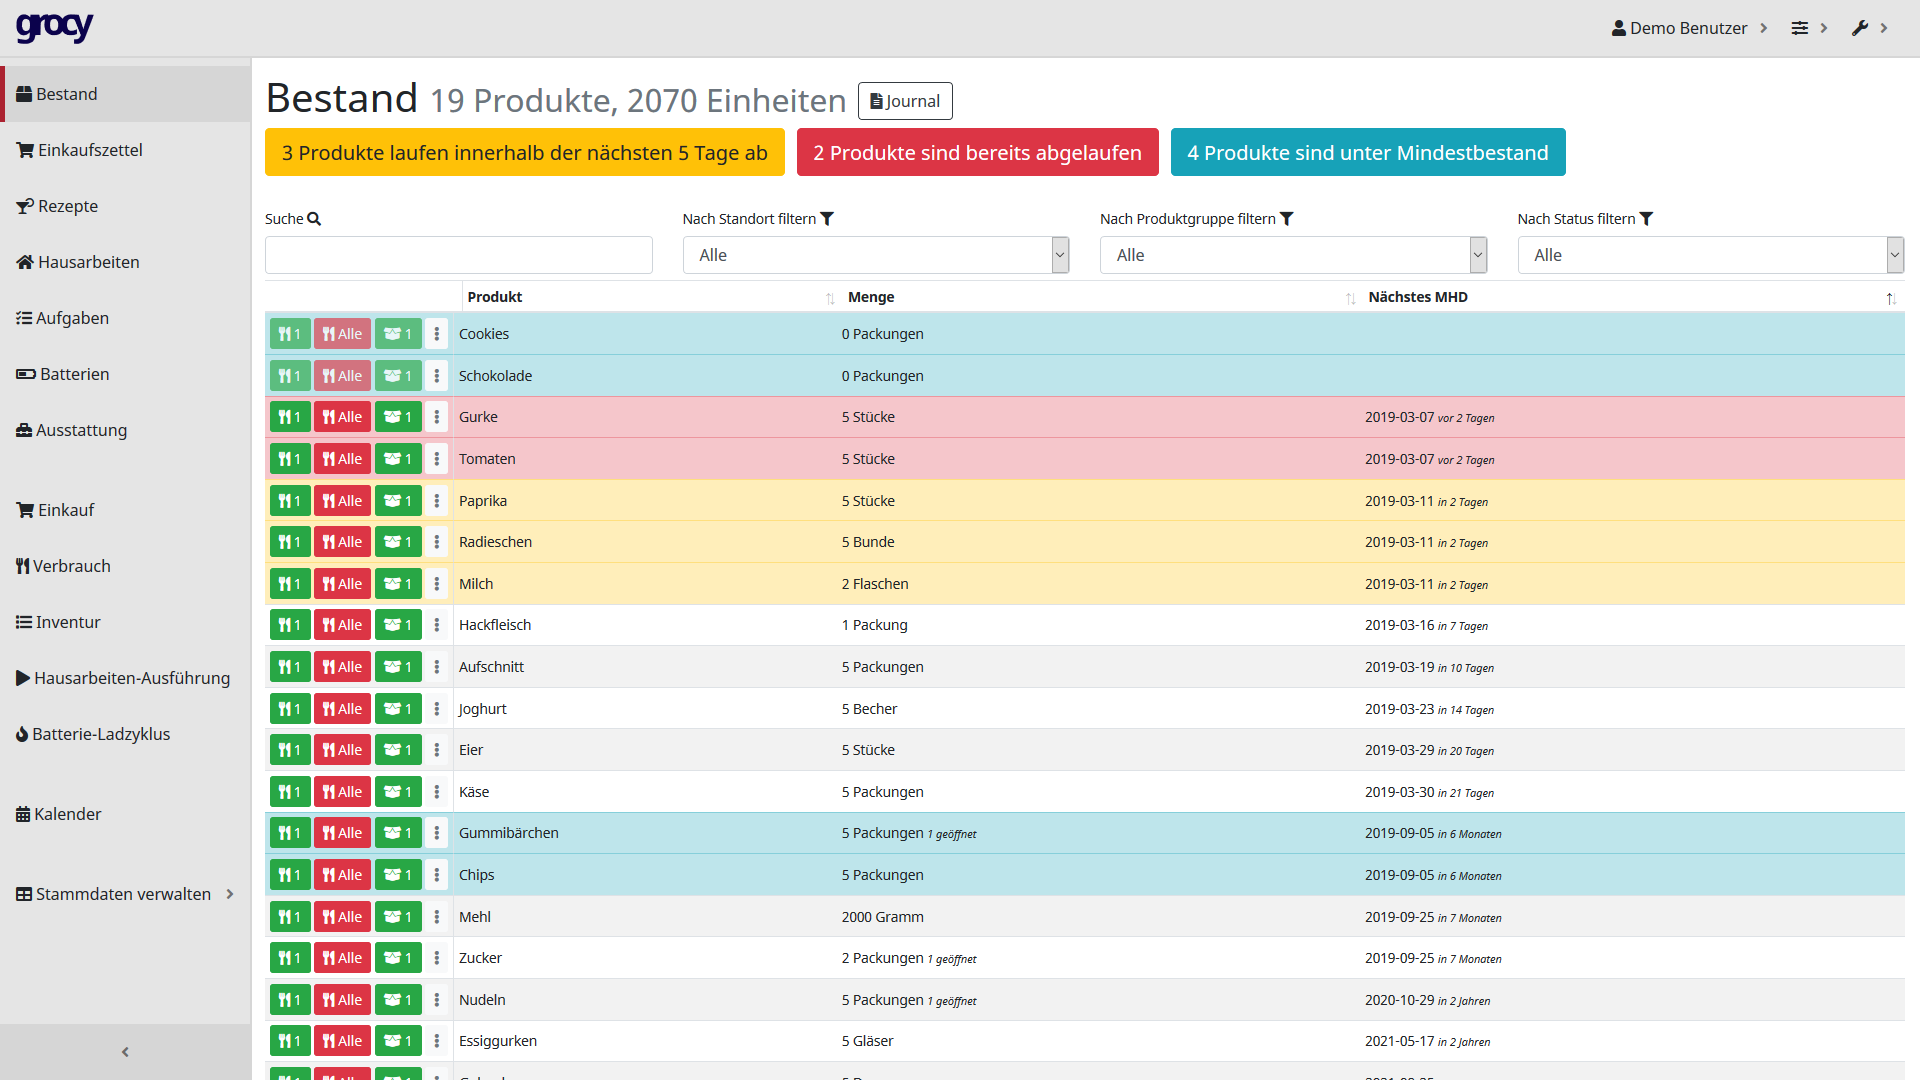 grocy
Demo Benutzer
Bestand
Einkaufszettel
Rezepte
Hausarbeiten
Aufgaben
Batterien
Ausstattung
Einkauf
Verbrauch
Inventur
Hausarbeiten-Ausführung
Batterie-Ladzyklus
Kalender
Stammdaten verwalten
Bestand 19 Produkte, 2070 Einheiten Journal
3 Produkte laufen innerhalb der nächsten 5 Tage ab 2 Produkte sind bereits abgelaufen 4 Produkte sind unter Mindestbestand
Suche Nach Standort filtern Nach Produktgruppe filtern Nach Status filtern
Alle Alle Alle
Produkt Menge Nächstes MHD
1 Alle 1 Cookies 0 Packungen
1 Alle 1 Schokolade 0 Packungen
1 Alle 1 Gurke 5 Stücke 2019-03-07 vor 2 Tagen
1 Alle 1 Tomaten 5 Stücke 2019-03-07 vor 2 Tagen
1 Alle 1 Paprika 5 Stücke 2019-03-11 in 2 Tagen
1 Alle 1 Radieschen 5 Bunde 2019-03-11 in 2 Tagen
1 Alle 1 Milch 2 Flaschen 2019-03-11 in 2 Tagen
1 Alle 1 Hackfleisch 1 Packung 2019-03-16 in 7 Tagen
1 Alle 1 Aufschnitt 5 Packungen 2019-03-19 in 10 Tagen
1 Alle 1 Joghurt 5 Becher 2019-03-23 in 14 Tagen
1 Alle 1 Eier 5 Stücke 2019-03-29 in 20 Tagen
1 Alle 1 Käse 5 Packungen 2019-03-30 in 21 Tagen
1 Alle 1 Gummibärchen 5 Packungen 1 geöffnet 2019-09-05 in 6 Monaten
1 Alle 1 Chips 5 Packungen 2019-09-05 in 6 Monaten
1 Alle 1 Mehl 2000 Gramm 2019-09-25 in 7 Monaten
1 Alle 1 Zucker 2 Packungen 1 geöffnet 2019-09-25 in 7 Monaten
1 Alle 1 Nudeln 5 Packungen 1 geöffnet 2020-10-29 in 2 Jahren
1 Alle 1 Essiggurken 5 Gläser 2021-05-17 in 2 Jahren